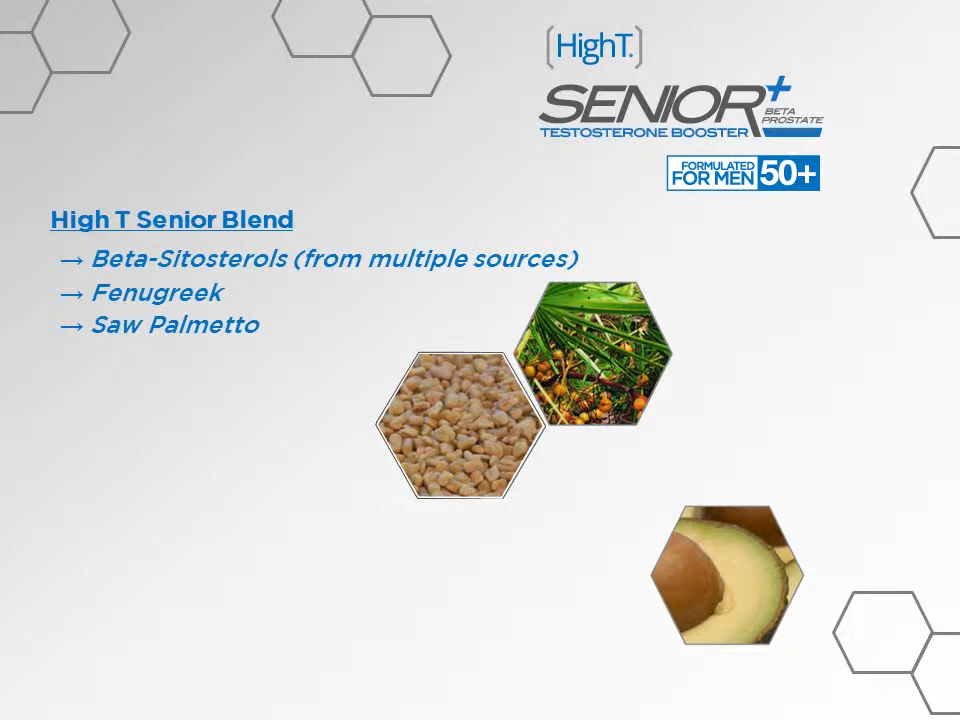 [HighT.]
SENIOR+
BETA
PROSTATE
TESTOSTERONE BOOSTER
FORMULATED
FOR MEN 50+
High T Senior Blend
→ Beta-Sitosterols (from multiple sources)
→ Fenugreek
→ Saw Palmetto